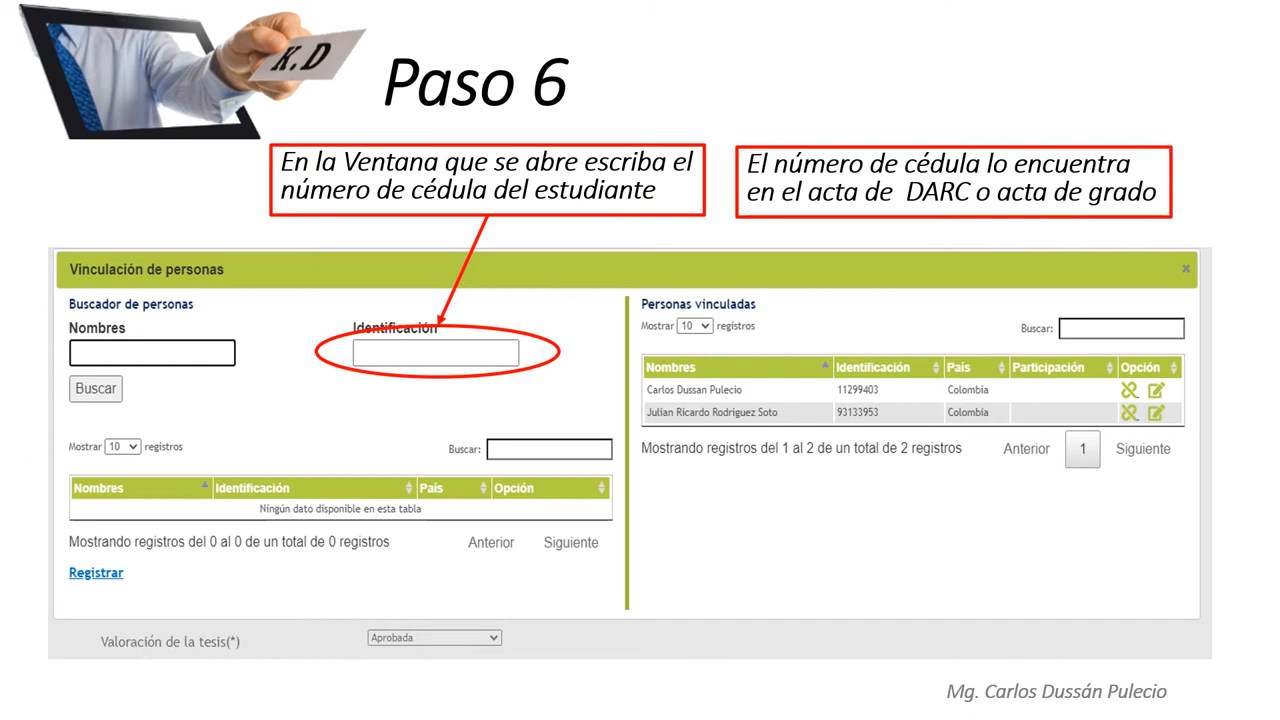 K.D
Paso 6
En la Ventana que se abre escriba el
número de cédula del estudiante
El número de cédula lo encuentra
en el acta de DARC o acta de grado
Vinculación de personas
Buscador de personas
Nombres
Identificación
Buscar
Mostrar 10 registros
Buscar:
Nombres Identificación País Opción
Ningún dato disponible en esta tabla
Mostrando registros del 0 al 0 de un total de 0 registros
Anterior Siguiente
Registrar
Personas vinculadas
Mostrar 10 registros
Buscar:
Nombres Identificación País Participación Opción
Carlos Dussan Pulecio 11299403 Colombia
Julian Ricardo Rodriguez Soto 93133953 Colombia
Mostrando registros del 1 al 2 de un total de 2 registros
Anterior 1 Siguiente
Valoración de la tesis(*) Aprobada
Mg. Carlos Dussán Pulecio